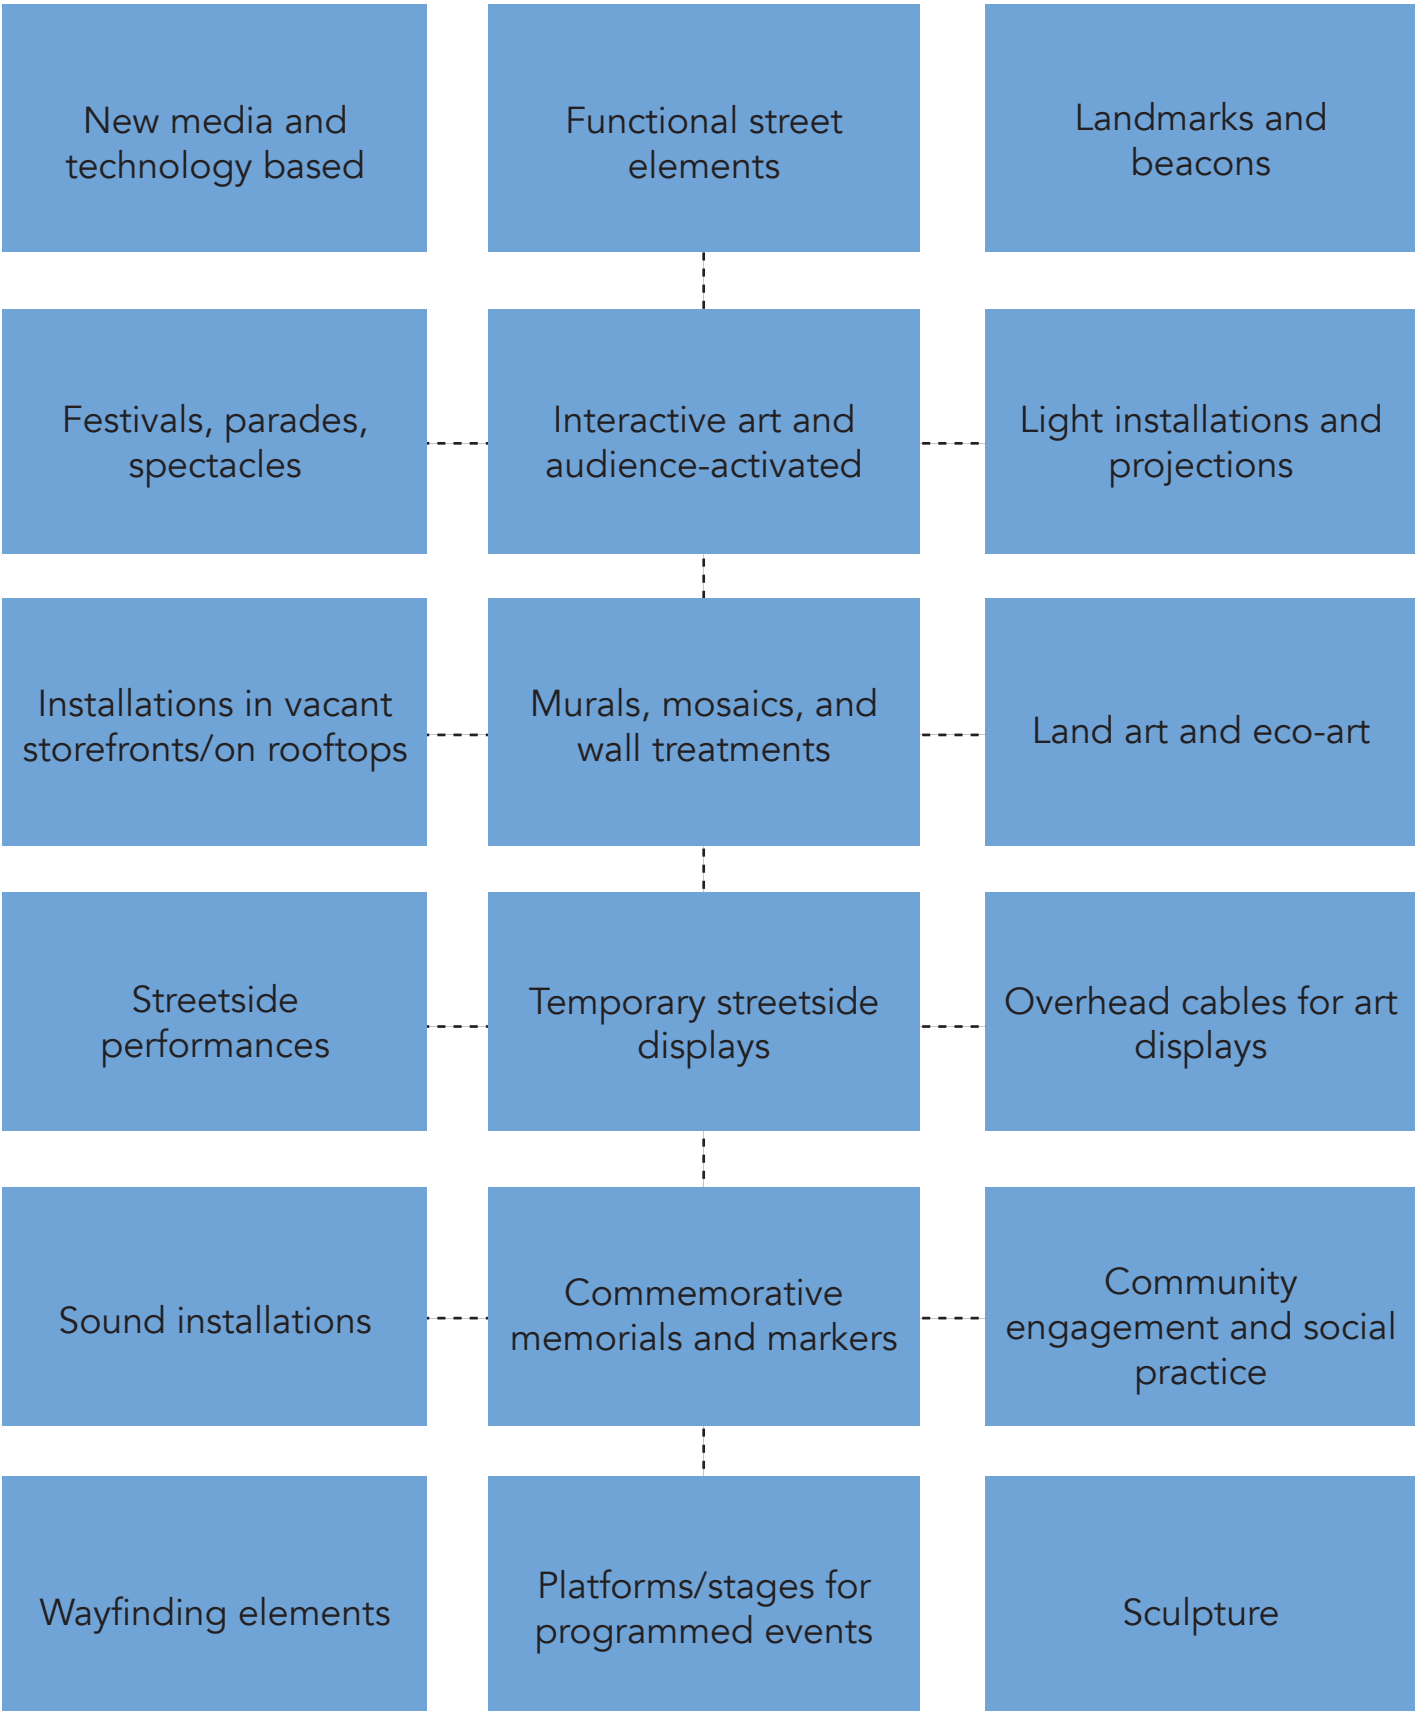 New media and
technology based
Functional street
elements
Landmarks and
beacons
Festivals, parades,
spectacles
Interactive art and
audience-activated
Light installations and
projections
Installations in vacant
storefronts/on rooftops
Murals, mosaics, and
wall treatments
Land art and eco-art
Streetside
performances
Temporary streetside
displays
Overhead cables for art
displays
Sound installations
Commemorative
memorials and markers
Community
engagement and social
practice
Wayfinding elements
Platforms/stages for
programmed events
Sculpture